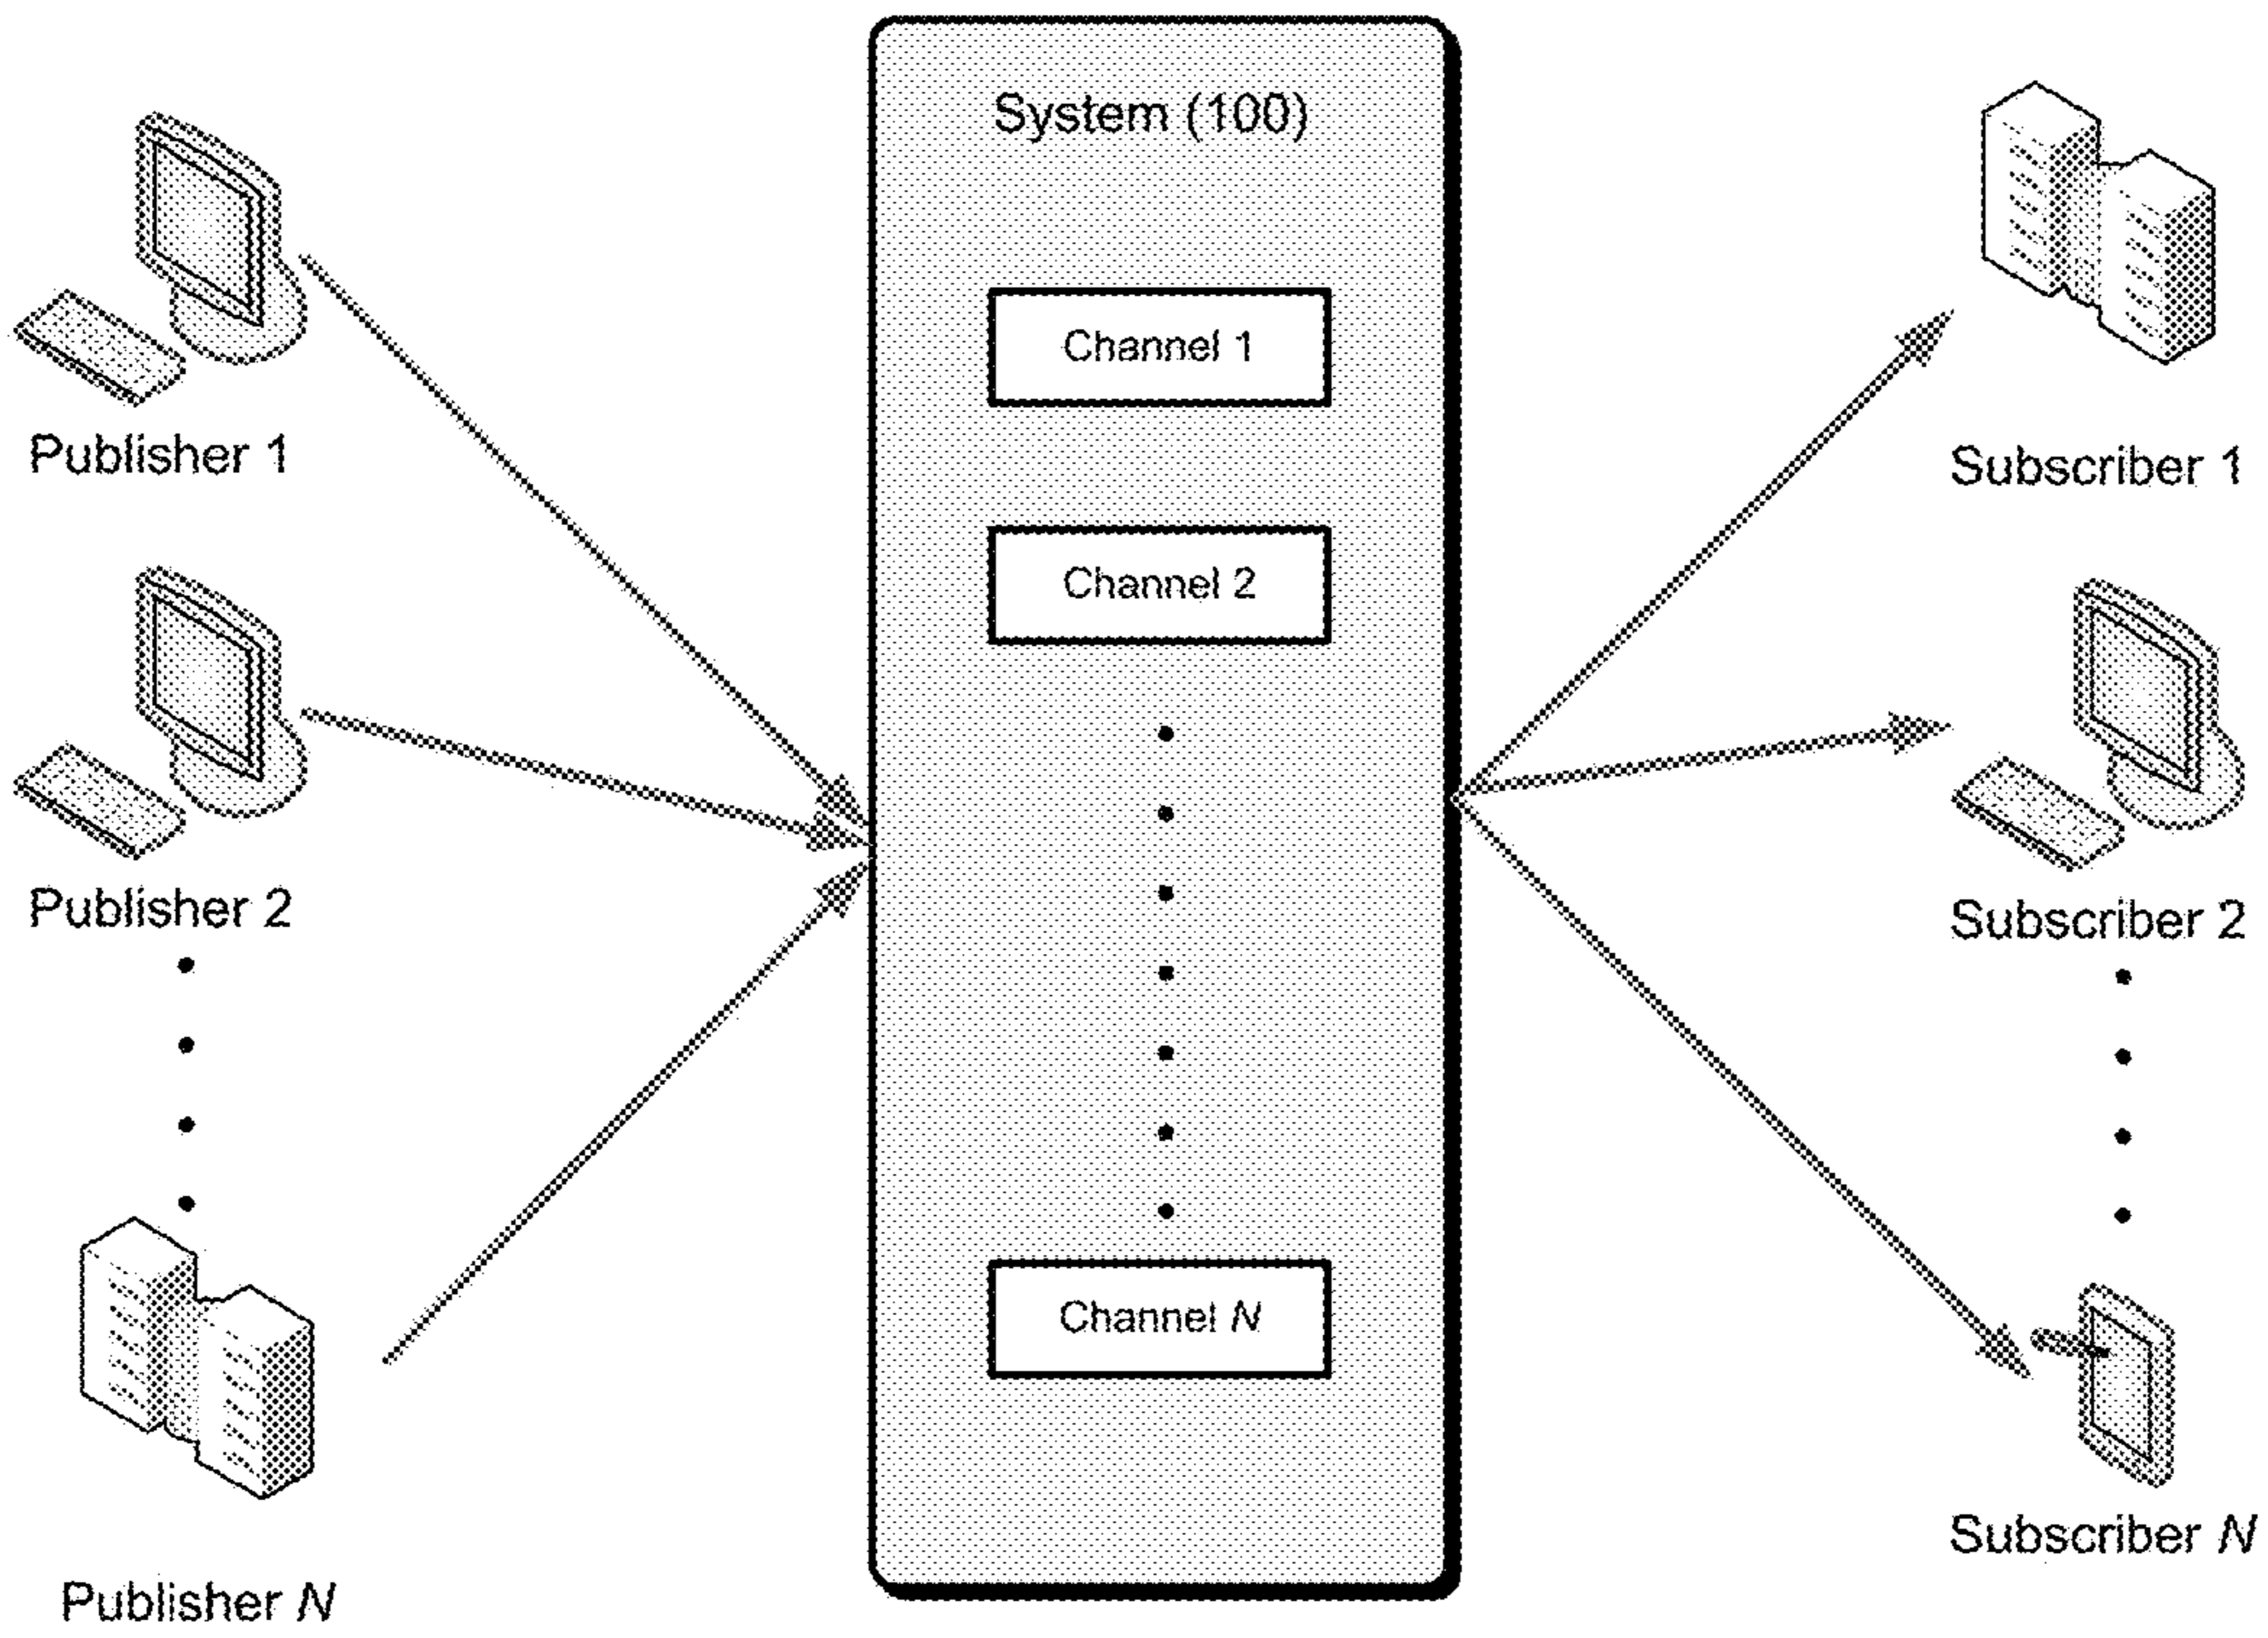 System (100)
Publisher 1
Publisher 2
Publisher N
Channel 1
Channel 2
Channel N
Subscriber 1
Subscriber 2
Subscriber N